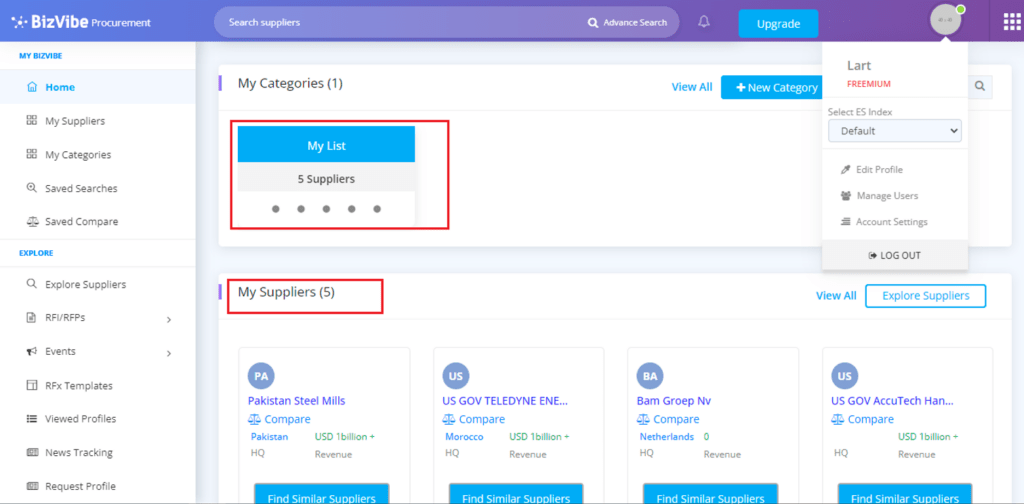 BizVibe Procurement
Search suppliers
Advance Search
Upgrade
MY BIZVIBE
Home
My Suppliers
My Categories
Saved Searches
Saved Compare
EXPLORE
Explore Suppliers
RFI/RFPs
Events
RFx Templates
Viewed Profiles
News Tracking
Request Profile
My Categories (1)
View All
+ New Category
My List
5 Suppliers
Lart
FREEMIUM
Select ES Index
Default
Edit Profile
Manage Users
Account Settings
LOG OUT
My Suppliers (5)
View All
Explore Suppliers
PA
Pakistan Steel Mills
Compare
Pakistan USD 1billion +
HQ Revenue
Find Similar Suppliers
US
US GOV TELEDYNE ENE...
Compare
Morocco USD 1billion +
HQ Revenue
Find Similar Suppliers
BA
Bam Groep Nv
Compare
Netherlands 0
HQ Revenue
Find Similar Suppliers
US
US GOV AccuTech Han...
Compare
USD 1billion +
HQ Revenue
Find Similar Suppliers